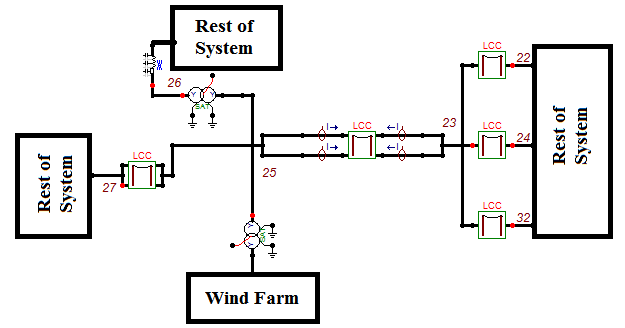 Rest of
System
26
Y
Y
SAT
LCC
22
LCC
23
I
I
LCC
24
Rest of
System
LCC
I
I
25
27
Rest of
System
LCC
32
Y
Y
SAT
Wind Farm